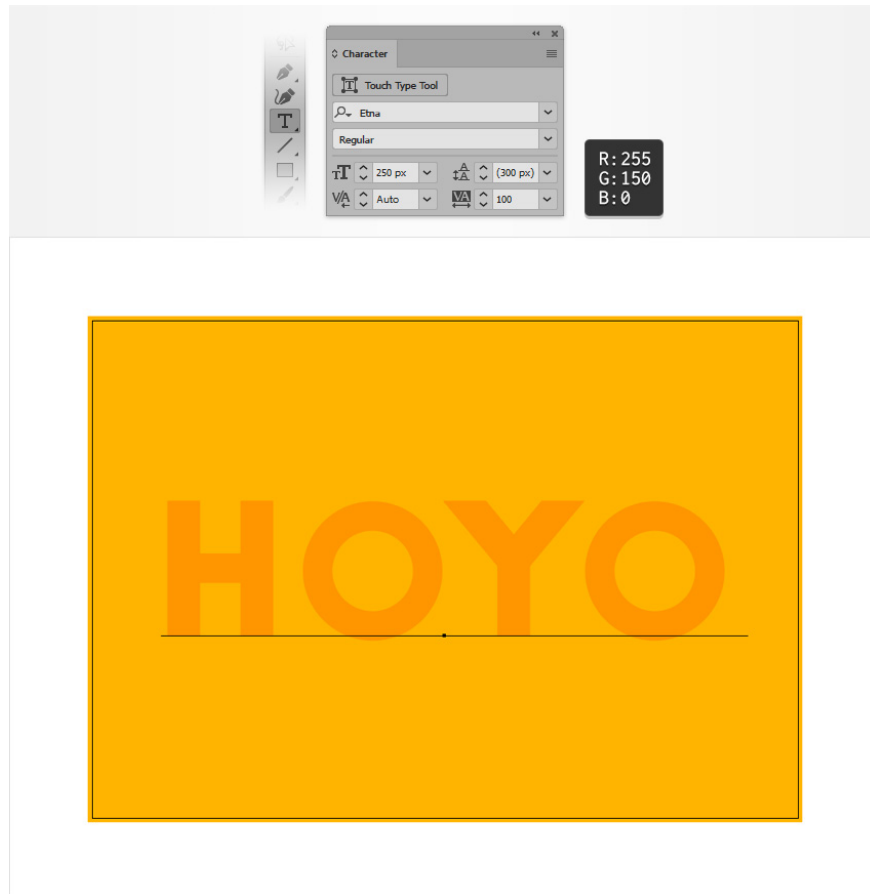 Character
Touch Type Tool
Etna
Regular
250 px (300 px)
Auto 100
R:255
G:150
B:0
HOYO